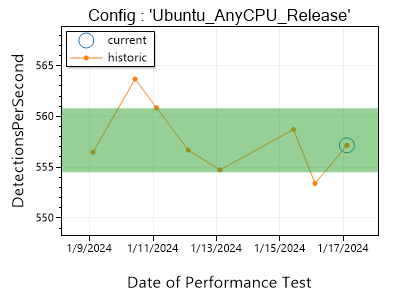 Config : 'Ubuntu_AnyCPU_Release'
current
historic
DetectionsPerSecond
565
560
555
550
1/9/2024 1/11/2024 1/13/2024 1/15/2024 1/17/2024
Date of Performance Test